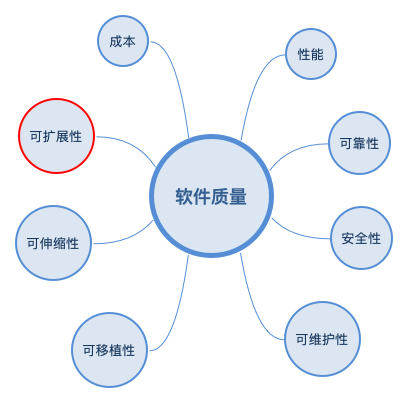 成本
性能
可扩展性
可靠性
软件质量
可伸缩性
安全性
可移植性
可维护性